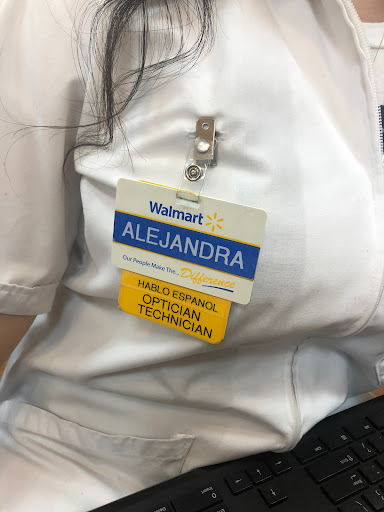 Walmart
ALEJANDRA
Our People Make The... Difference
HABLO ESPANOL
OPTICIAN
TECHNICIAN